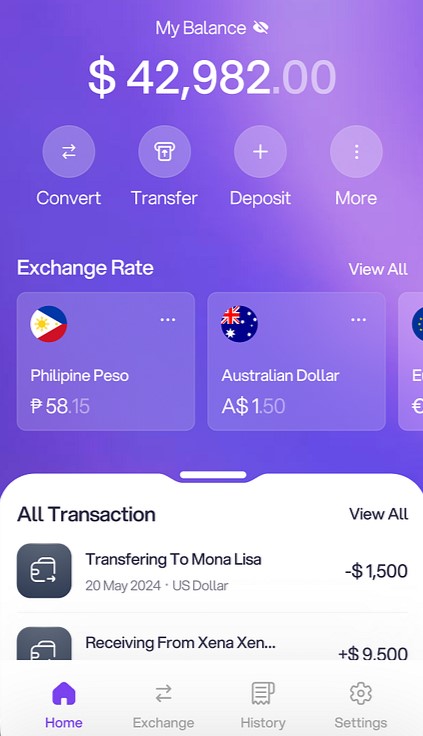 My Balance
$ 42,982.00
Convert Transfer Deposit More
Exchange Rate View All
Philipine Peso
₱ 58.15
Australian Dollar
A$ 1.50
€
All Transaction View All
Transfering To Mona Lisa
20 May 2024 · US Dollar
-$ 1,500
Receiving From Xena Xen...
+$ 9,500
Home Exchange History Settings